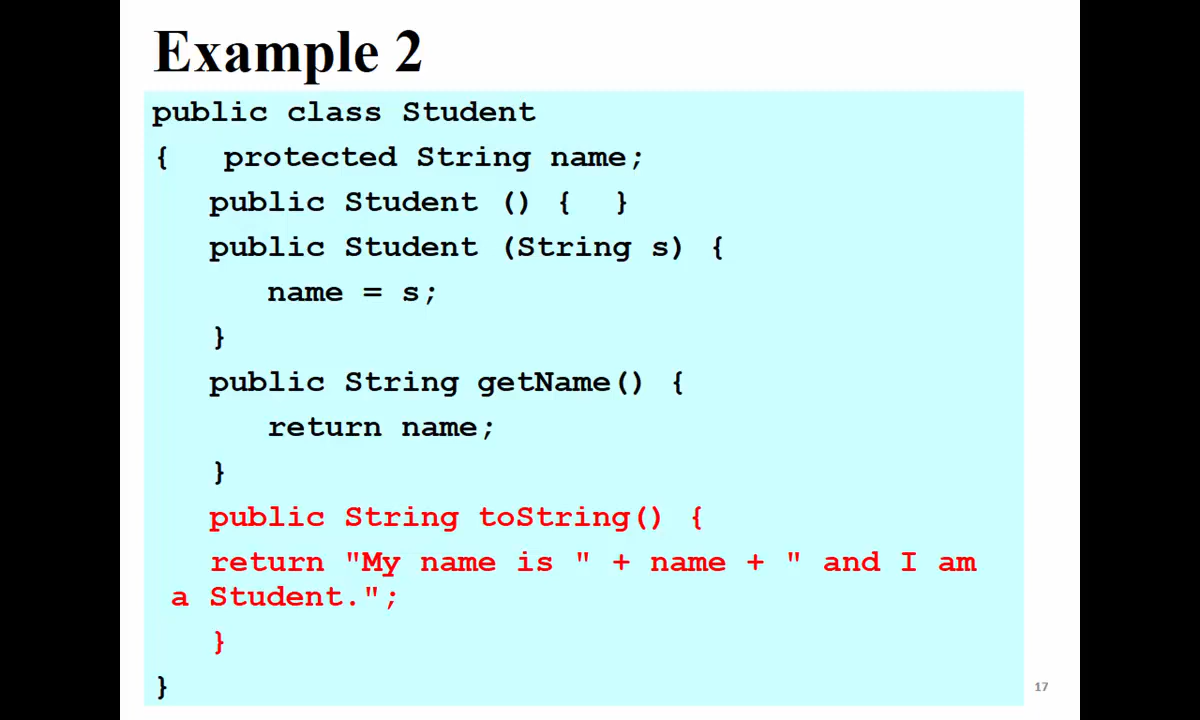 Example 2
public class Student
{   protected String name;
   public Student () {  }
   public Student (String s) {
      name = s;
   }
   public String getName() {
      return name;
   }
   public String toString() {
   return "My name is " + name + " and I am
 a Student.";
   }
}
17